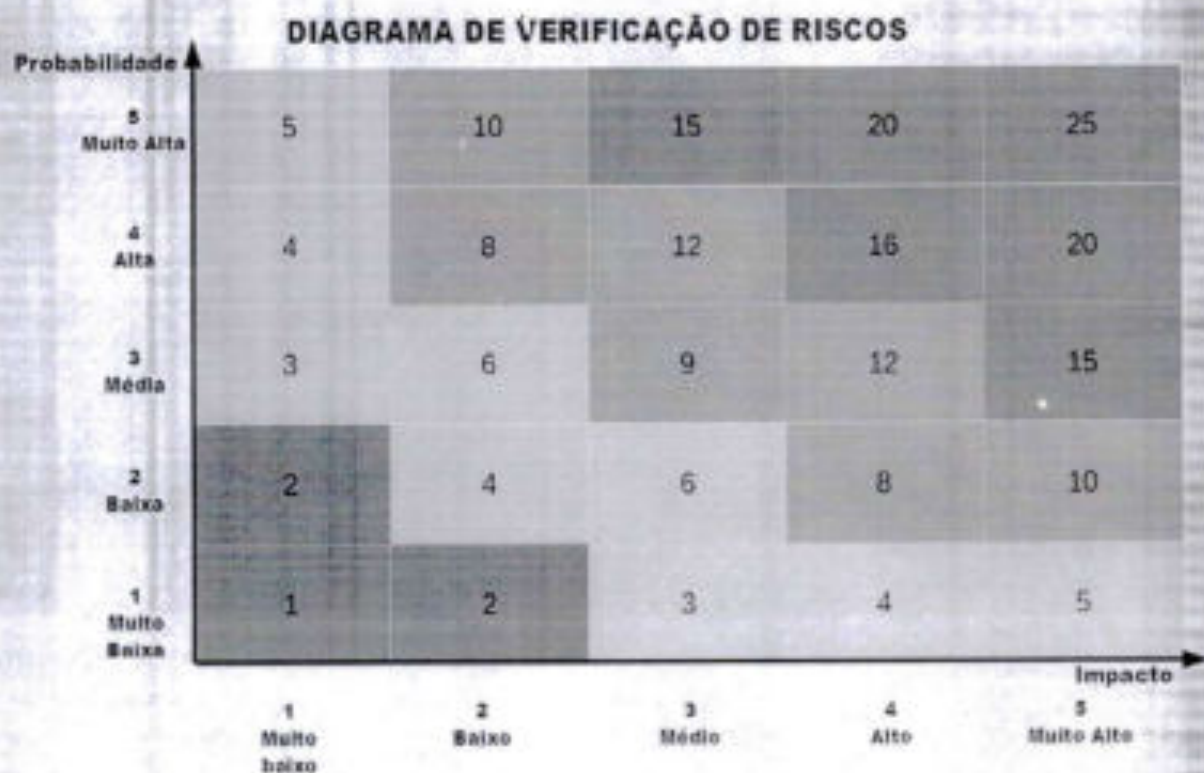 DIAGRAMA DE VERIFICAÇÃO DE RISCOS
Probabilidade
5
Muito Alta
5 10 15 20 25
4
Alta
4 8 12 16 20
3
Média
3 6 9 12 15
2
Baixa
2 4 6 8 10
1
Muito
Baixa
1 2 3 4 5
Impacto
1 2 3 4 5
Muito Baixo Médio Alto Muito Alto
baixo